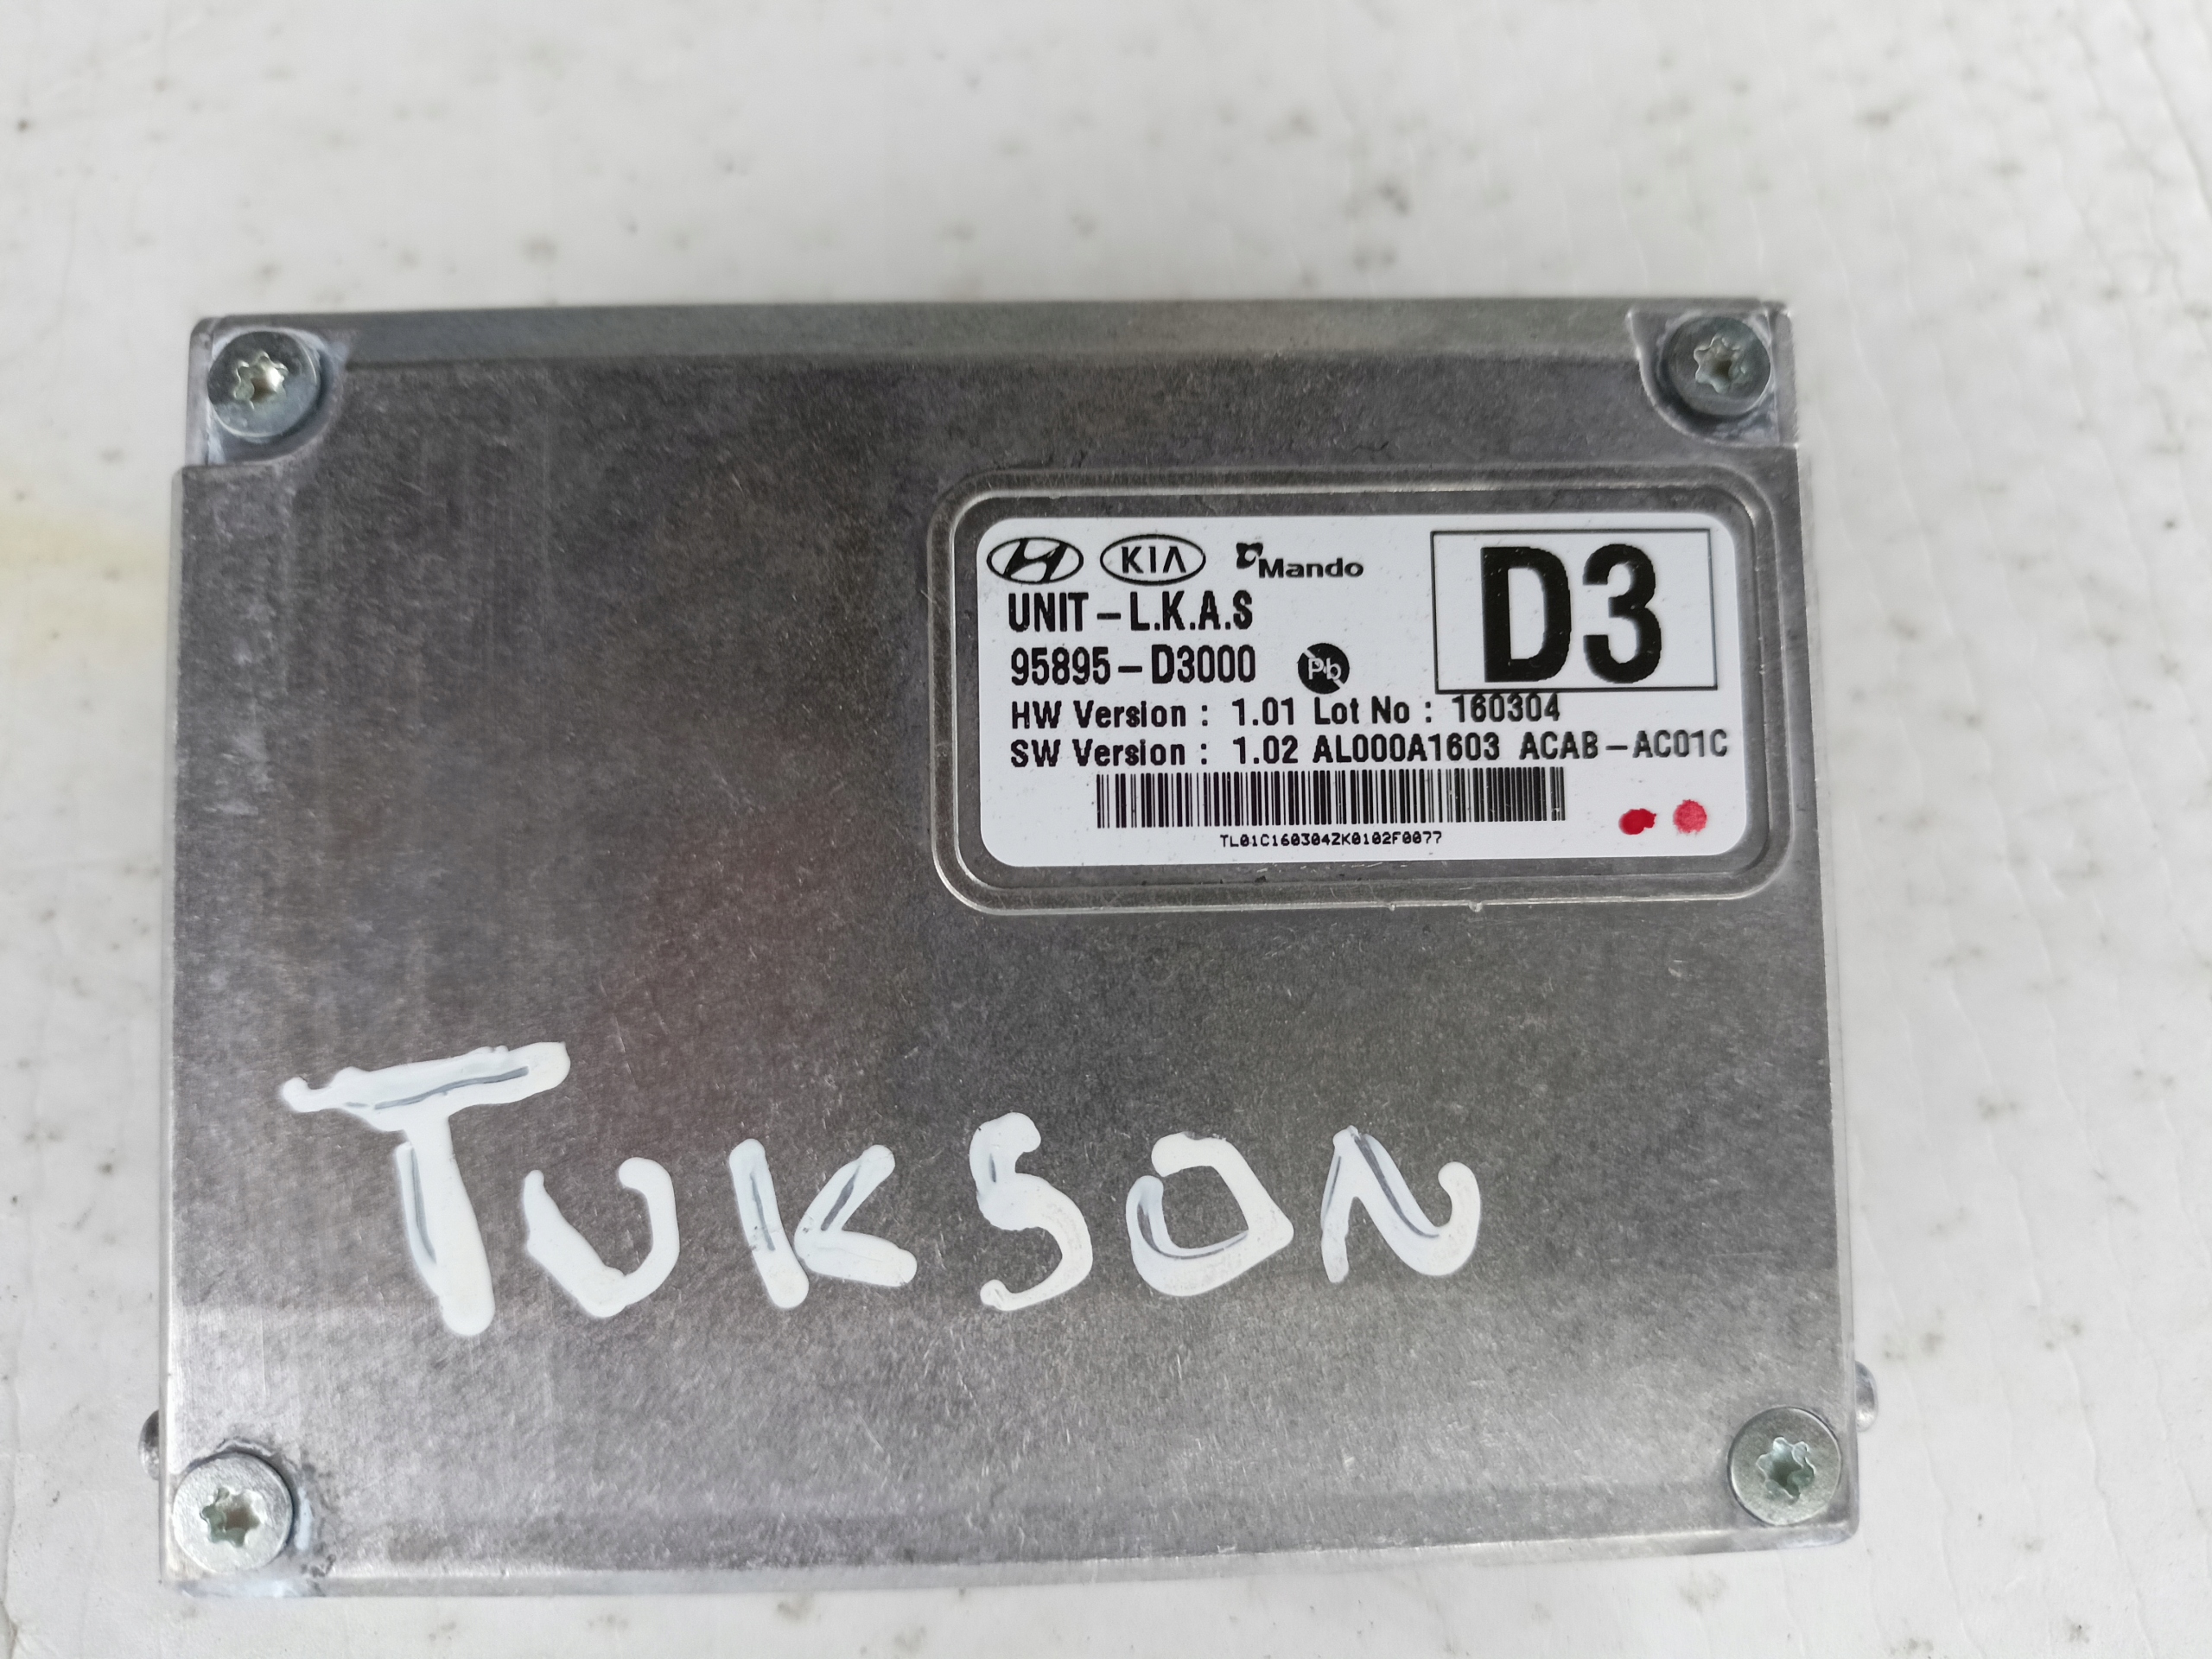 KIA Mando
D3
UNIT-L.K.A.S
95895-D3000 Pb
HW Version : 1.01 Lot No : 160304
SW Version : 1.02 AL000A1603 ACAB-AC01C
TL01C160304ZK0102F0077
TUKSON